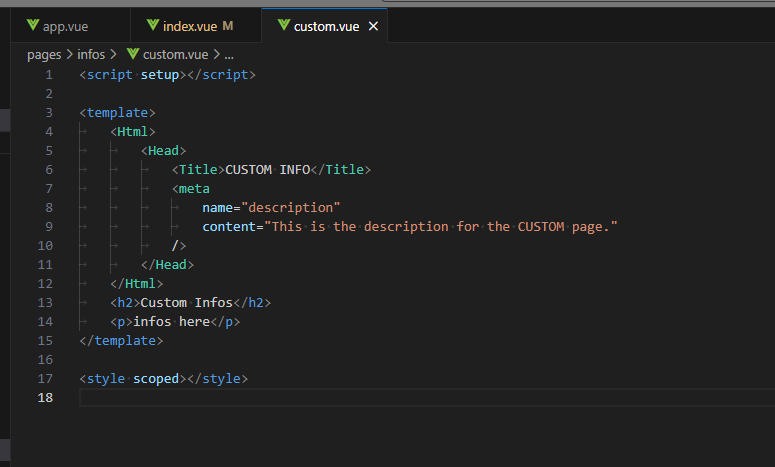 app.vue index.vue M custom.vue ×
pages > infos > custom.vue > ...
1 <script setup></script>
2
3 <template>
4 <Html>
5 <Head>
6 <Title>CUSTOM INFO</Title>
7 <meta
8 name="description"
9 content="This is the description for the CUSTOM page."
10 />
11 </Head>
12 </Html>
13 <h2>Custom Infos</h2>
14 <p>infos here</p>
15 </template>
16
17 <style scoped></style>
18